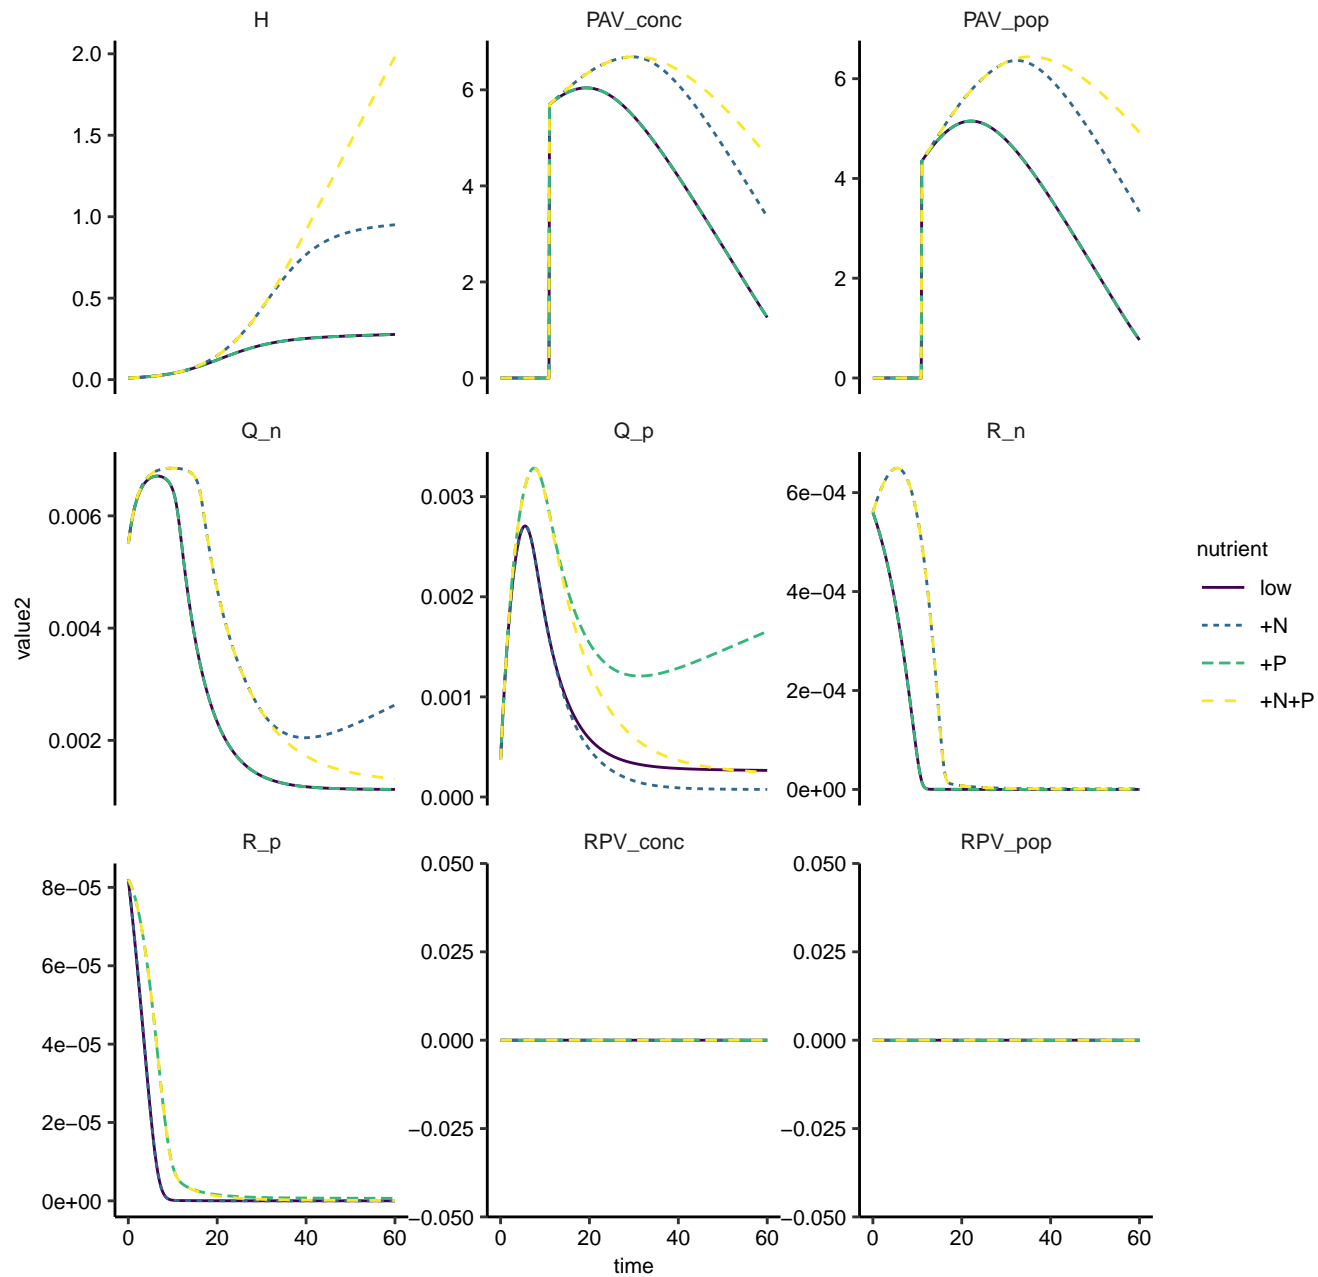 H
PAV_conc
PAV_pop
2.0
1.5
1.0
0.5
0.0
6
4
2
0
6
4
2
0
Q_n
Q_p
R_n
0.006
0.004
0.002
0.003
0.002
0.001
0.000
6e−04
4e−04
2e−04
0e+00
R_p
RPV_conc
RPV_pop
8e−05
6e−05
4e−05
2e−05
0e+00
0.050
0.025
0.000
−0.025
−0.050
0.050
0.025
0.000
−0.025
−0.050
0 20 40 60
0 20 40 60
0 20 40 60
time
value2
nutrient
low
+N
+P
+N+P